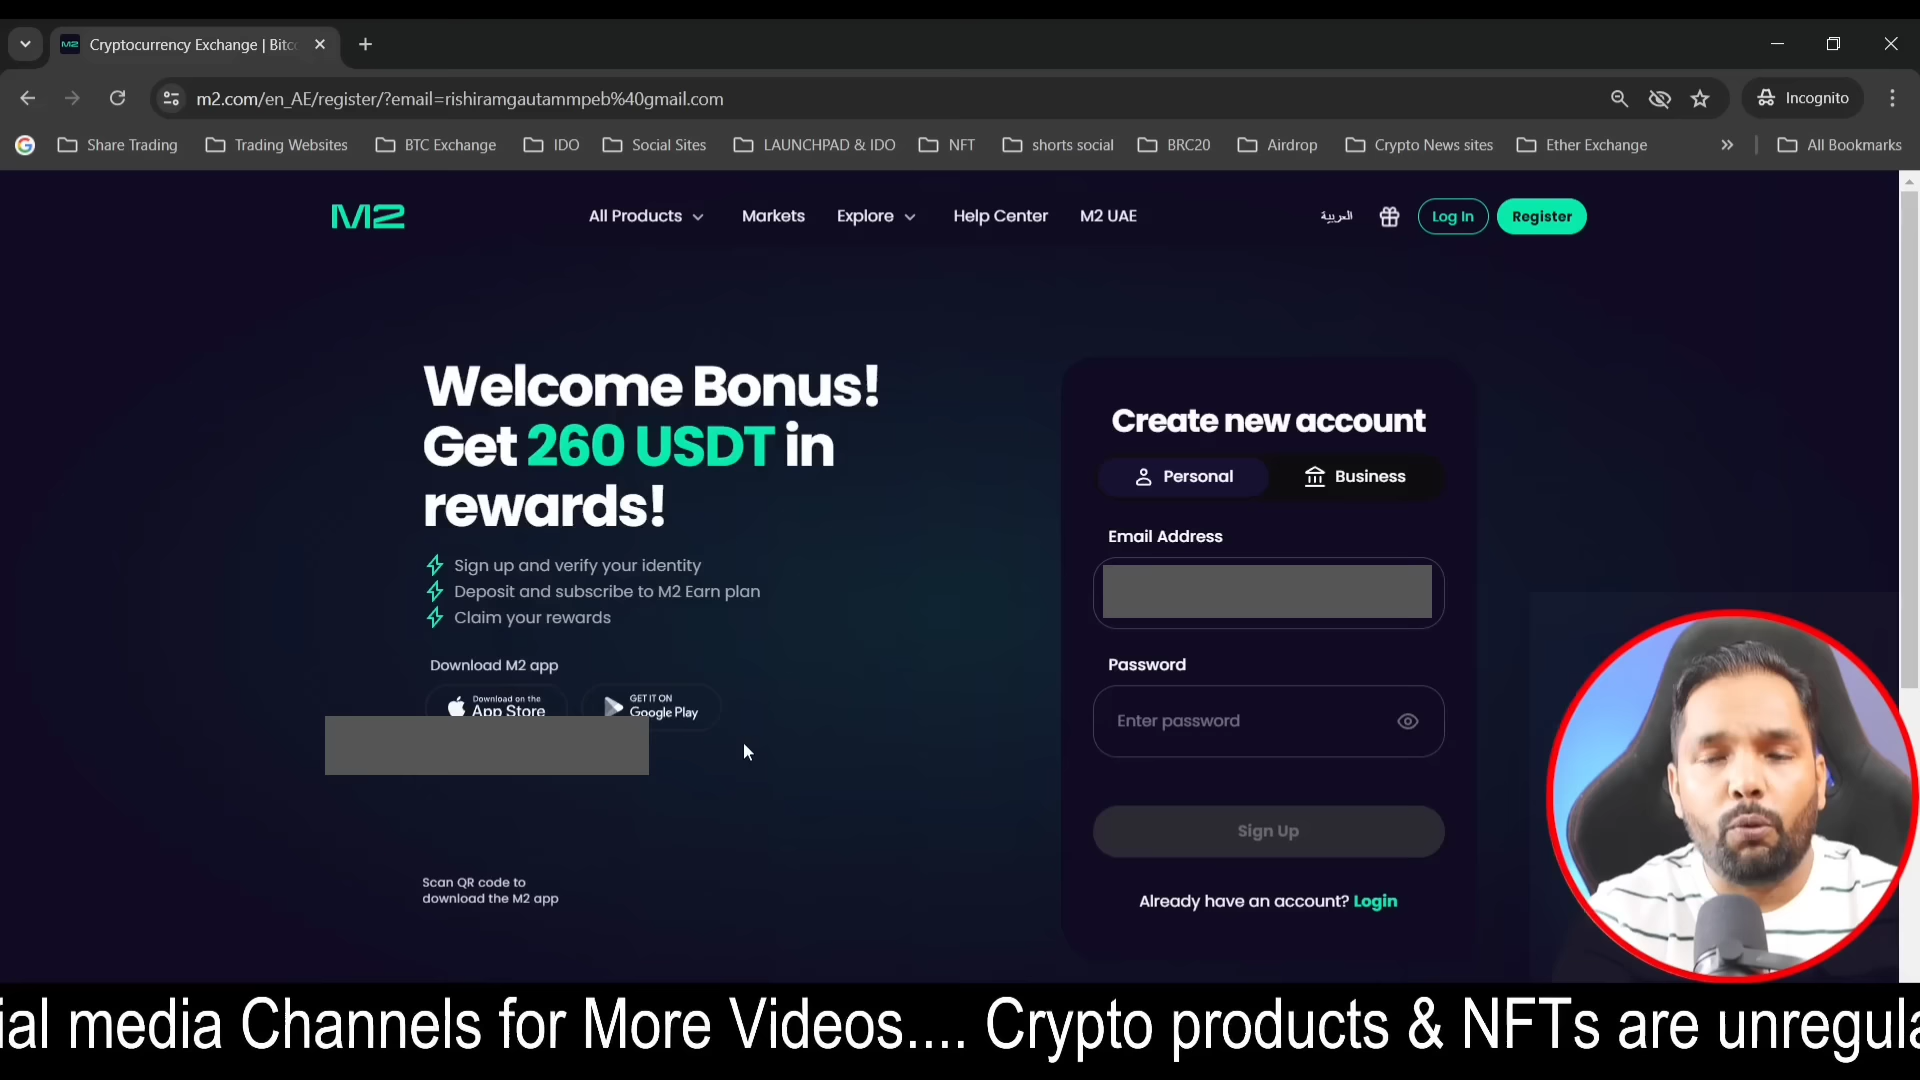 Cryptocurrency Exchange | Bitc
m2.com/en_AE/register/?email=rishiramgautammpeb%40gmail.com
Incognito
Share Trading
Trading Websites
BTC Exchange
IDO
Social Sites
LAUNCHPAD & IDO
NFT
shorts social
BRC20
Airdrop
Crypto News sites
Ether Exchange
All Bookmarks
M2
All Products
Markets
Explore
Help Center
M2 UAE
العربية
Log In
Register
Welcome Bonus!
Get 260 USDT in
rewards!
Sign up and verify your identity
Deposit and subscribe to M2 Earn plan
Claim your rewards
Download M2 app
Download on the
App Store
GET IT ON
Google Play
Scan QR code to
download the M2 app
Create new account
Personal
Business
Email Address
Password
Enter password
Sign Up
Already have an account? Login
ial media Channels for More Videos.... Crypto products & NFTs are unregula